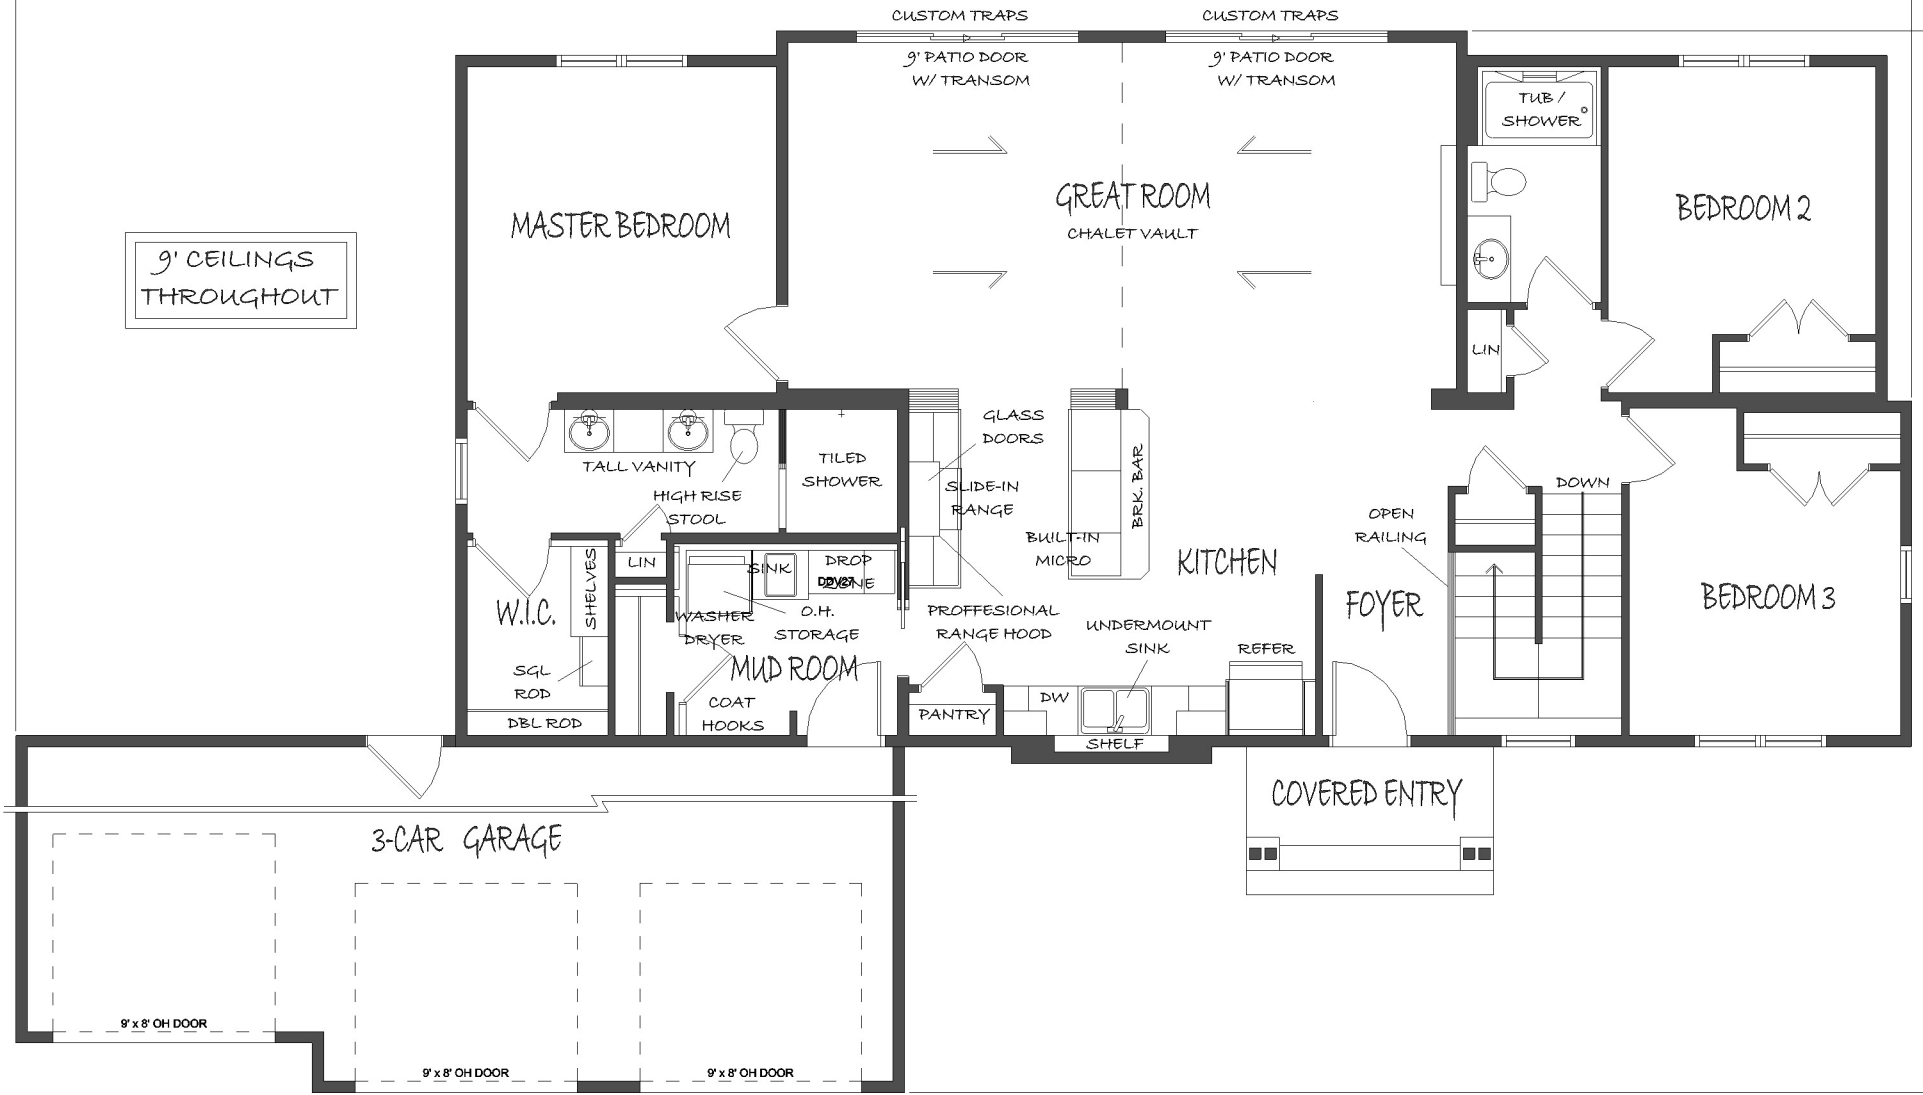 CUSTOM TRAPS
CUSTOM TRAPS
9' PATIO DOOR
W/ TRANSOM
9' PATIO DOOR
W/ TRANSOM
TUB /
SHOWER
GREAT ROOM
CHALET VAULT
MASTER BEDROOM
BEDROOM 2
9' CEILINGS
THROUGHOUT
LIN
GLASS
DOORS
TALL VANITY
TILED
SHOWER
HIGH RISE
STOOL
SLIDE-IN
RANGE
BRK. BAR
BUILT-IN
MICRO
DOWN
OPEN
RAILING
KITCHEN
FOYER
BEDROOM 3
LIN
SHELVES
W.I.C.
SINK
DROP
ZONE
O.H.
STORAGE
WASHER
DRYER
MUD ROOM
PROFFESIONAL
RANGE HOOD
UNDERMOUNT
SINK
REFER
SGL
ROD
DBL ROD
COAT
HOOKS
PANTRY
DW
SHELF
COVERED ENTRY
3-CAR GARAGE
9' x 8' OH DOOR
9' x 8' OH DOOR
9' x 8' OH DOOR